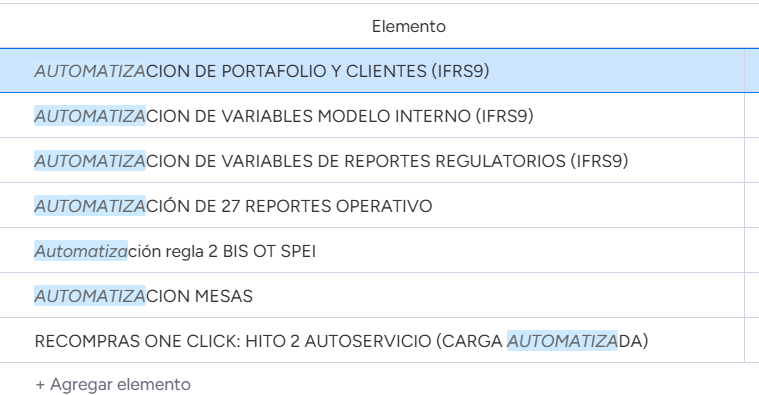 Elemento
AUTOMATIZACION DE PORTAFOLIO Y CLIENTES (IFRS9)
AUTOMATIZACION DE VARIABLES MODELO INTERNO (IFRS9)
AUTOMATIZACION DE VARIABLES DE REPORTES REGULATORIOS (IFRS9)
AUTOMATIZACIÓN DE 27 REPORTES OPERATIVO
Automatización regla 2 BIS OT SPEI
AUTOMATIZACION MESAS
RECOMPRAS ONE CLICK: HITO 2 AUTOSERVICIO (CARGA AUTOMATIZADA)
+ Agregar elemento